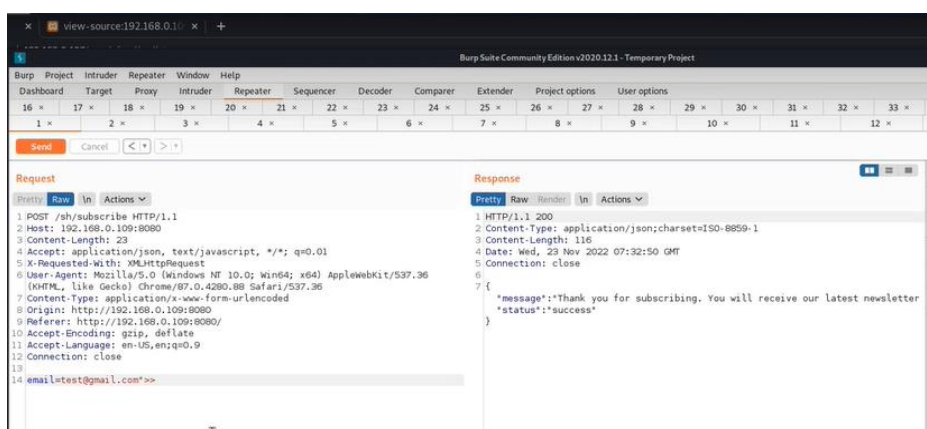 × view-source:192.168.0.10 × +
Burp Suite Community Edition v2020.12.1 - Temporary Project
Burp Project Intruder Repeater Window Help
Dashboard Target Proxy Intruder Repeater Sequencer Decoder Comparer Extender Project options User options
16 × 17 × 18 × 19 × 20 × 21 × 22 × 23 × 24 × 25 × 26 × 27 × 28 × 29 × 30 × 31 × 32 × 33 ×
1 × 2 × 3 × 4 × 5 × 6 × 7 × 8 × 9 × 10 × 11 × 12 ×
Send Cancel < >
Request
Pretty Raw \n Actions
1 POST /sh/subscribe HTTP/1.1
2 Host: 192.168.0.109:8080
3 Content-Length: 23
4 Accept: application/json, text/javascript, */*; q=0.01
5 X-Requested-With: XMLHttpRequest
6 User-Agent: Mozilla/5.0 (Windows NT 10.0; Win64; x64) AppleWebKit/537.36
(KHTML, like Gecko) Chrome/87.0.4280.88 Safari/537.36
7 Content-Type: application/x-www-form-urlencoded
8 Origin: http://192.168.0.109:8080
9 Referer: http://192.168.0.109:8080/
10 Accept-Encoding: gzip, deflate
11 Accept-Language: en-US,en;q=0.9
12 Connection: close
13
14 email=test@gmail.com">>
Response
Pretty Raw Render \n Actions
1 HTTP/1.1 200
2 Content-Type: application/json;charset=ISO-8859-1
3 Content-Length: 116
4 Date: Wed, 23 Nov 2022 07:32:50 GMT
5 Connection: close
6
7 {
"message":"Thank you for subscribing. You will receive our latest newsletter
"status":"success"
}